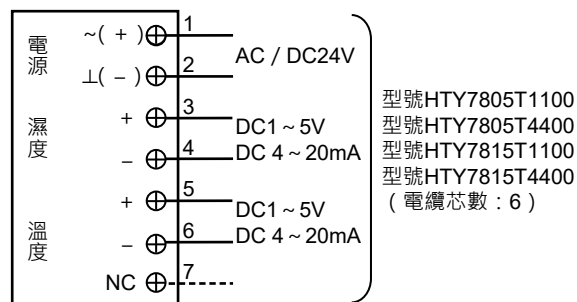 電源
~( + ) 1
⊥( − ) 2
AC / DC24V
濕度
+ 3
− 4
DC1 ~ 5V
DC 4 ~ 20mA
溫度
+ 5
− 6
DC1 ~ 5V
DC 4 ~ 20mA
NC 7
型號HTY7805T1100
型號HTY7805T4400
型號HTY7815T1100
型號HTY7815T4400
( 電纜芯數 : 6 )